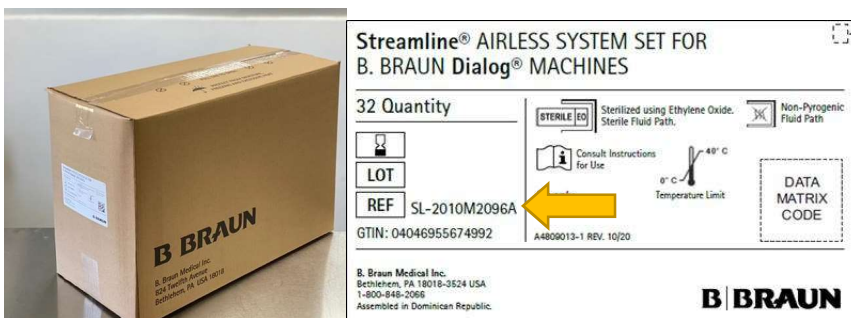 B BRAUN
B. Braun Medical Inc.
824 Twelfth Avenue
Bethlehem, PA 18018
Streamline® AIRLESS SYSTEM SET FOR
B. BRAUN Dialog® MACHINES
32 Quantity
LOT
REF SL-2010M2096A
GTIN: 04046955674992
STERILE EO
Sterilized using Ethylene Oxide.
Sterile Fluid Path.
Non-Pyrogenic
Fluid Path
Consult Instructions
for Use
40° C
0° C
Temperature Limit
DATA
MATRIX
CODE
A4809013-1 REV. 10/20
B. Braun Medical Inc.
Bethlehem, PA 18018-3524 USA
1-800-848-2066
Assembled in Dominican Republic.
B BRAUN